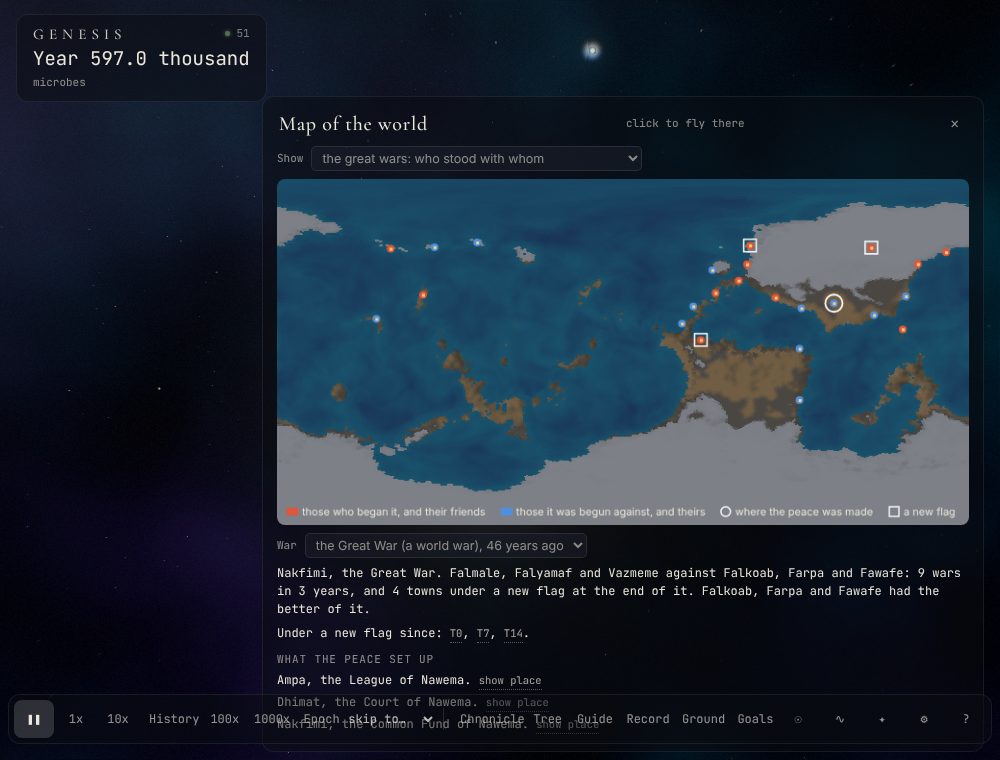 GENESIS
51
Year 597.0 thousand
microbes
Map of the world
click to fly there
×
Show
the great wars: who stood with whom
those who began it, and their friends
those it was begun against, and theirs
where the peace was made
a new flag
War
the Great War (a world war), 46 years ago
Nakfimi, the Great War. Falmale, Falyamaf and Vazmeme against Falkoab, Farpa and Fawafe: 9 wars
in 3 years, and 4 towns under a new flag at the end of it. Falkoab, Farpa and Fawafe had the
better of it.
Under a new flag since: T0, T7, T14.
WHAT THE PEACE SET UP
Ampa, the League of Nawema. show place
Dhimat, the Court of Nawema. show place
Nakfimi, the Common Fund of Nawema. show place
1x 10x History 100x 1000x Epoch skip to… Chronicle Tree Guide Record Ground Goals ?